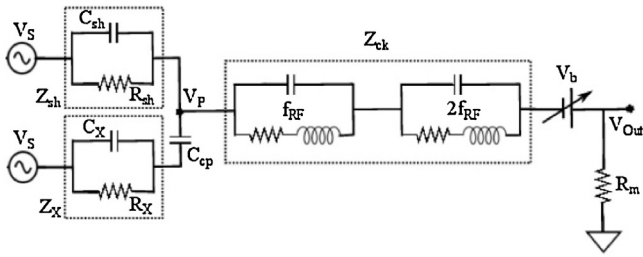 V_S
C_sh
R_sh
Z_sh
V_P
Z_ck
f_RF
2f_RF
V_b
V_Out
R_m
V_S
C_X
C_cp
R_X
Z_X